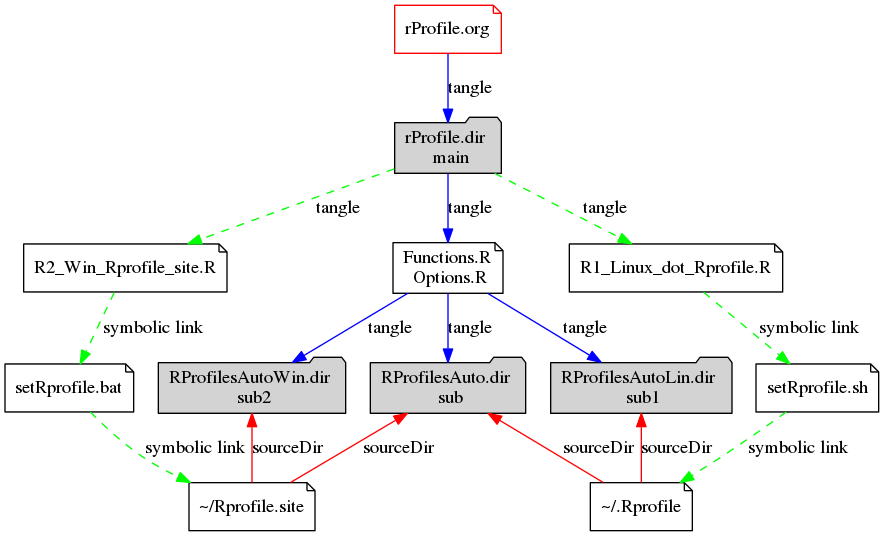 rProfile.org
tangle
rProfile.dir
main
tangle
tangle
tangle
R2_Win_Rprofile_site.R
Functions.R
Options.R
R1_Linux_dot_Rprofile.R
symbolic link
tangle
tangle
tangle
symbolic link
setRprofile.bat
RProfilesAutoWin.dir
sub2
RProfilesAuto.dir
sub
RProfilesAutoLin.dir
sub1
setRprofile.sh
symbolic link
sourceDir
sourceDir
sourceDir
sourceDir
symbolic link
~/Rprofile.site
~/.Rprofile